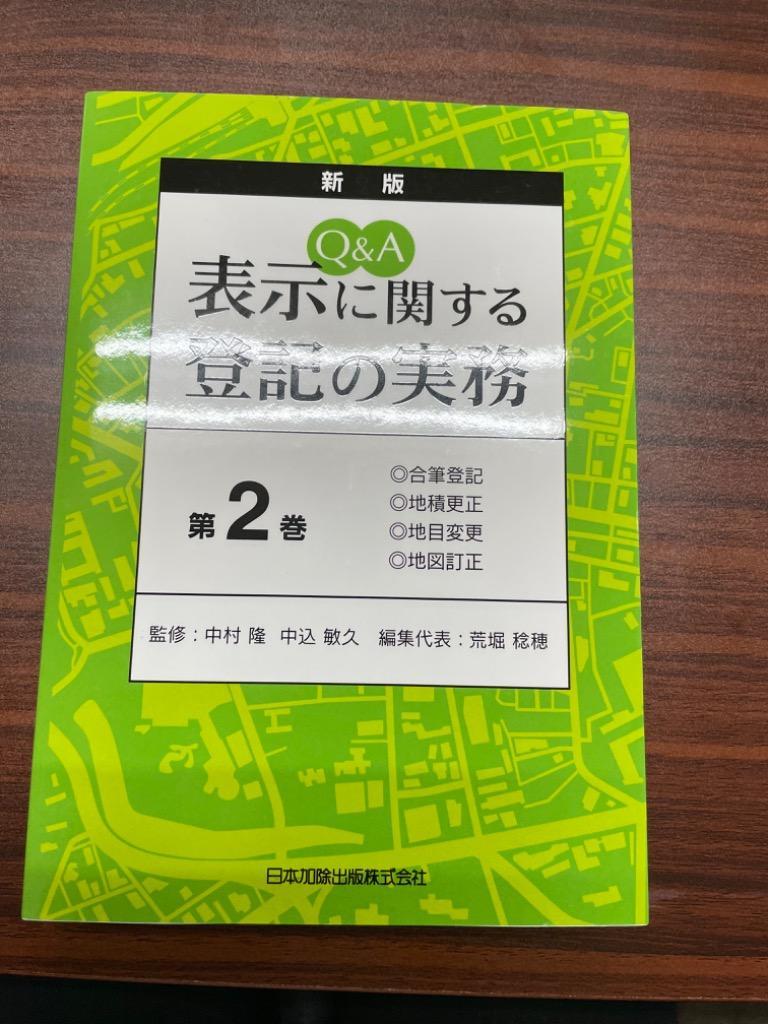 新版
Q&A
表示に関する
登記の実務
第2巻
◎合筆登記
◎地積更正
◎地目変更
◎地図訂正
監修:中村 隆 中込 敏久 編集代表:荒堀 稔穂
日本加除出版株式会社